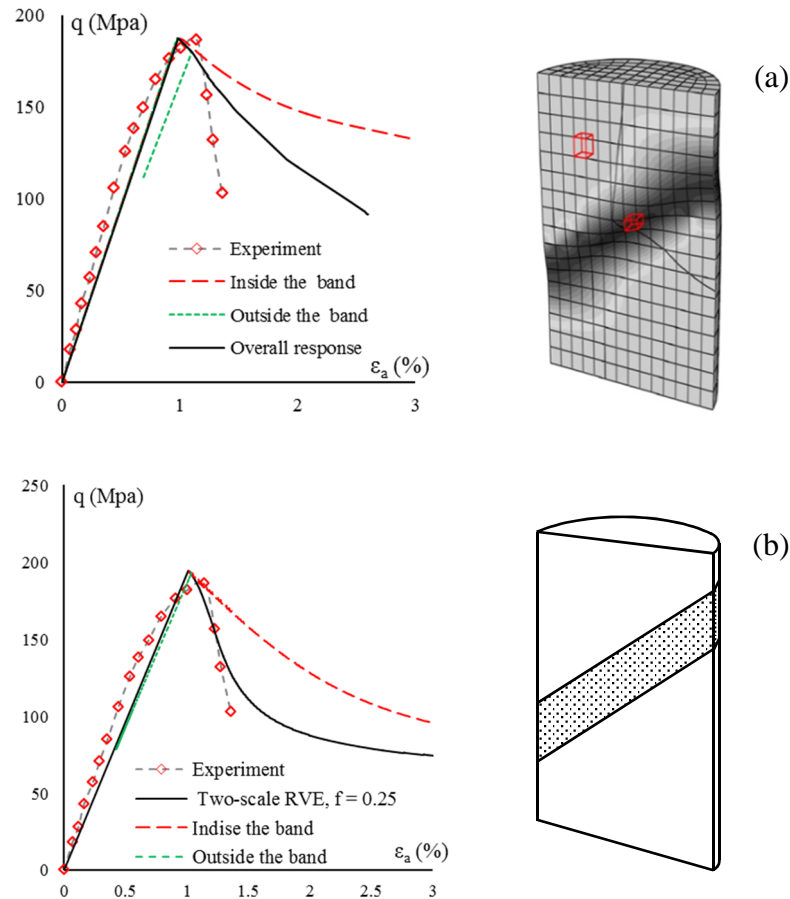 q (Mpa)
200
150
100
50
0
0
1
2
3
Experiment
Inside the band
Outside the band
Overall response
εa (%)
(a)
q (Mpa)
250
200
150
100
50
0
0
0.5
1
1.5
2
2.5
3
Experiment
Two-scale RVE, f = 0.25
Indise the band
Outside the band
εa (%)
(b)